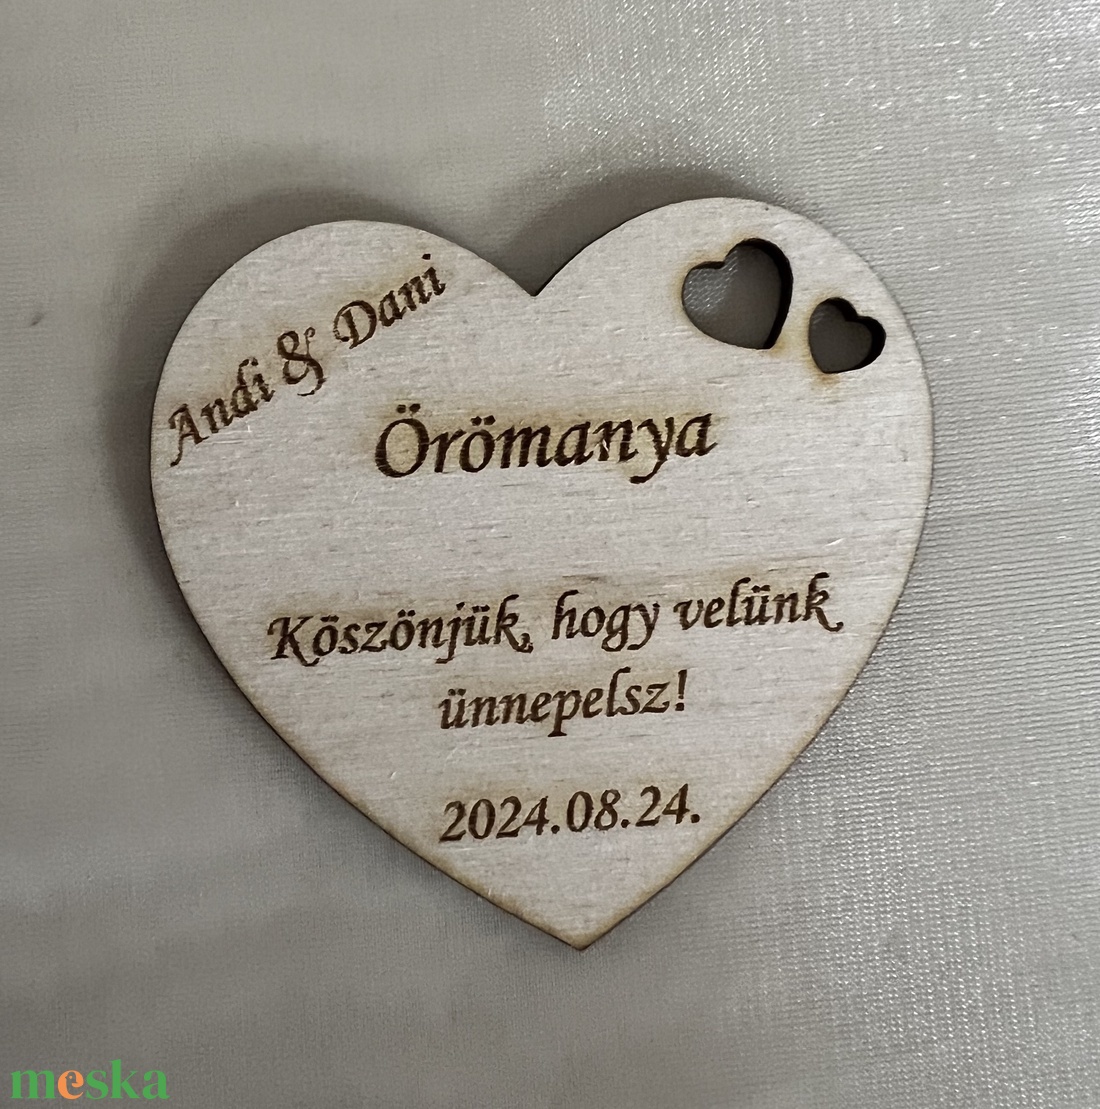 Andi & Dani
Örömanya
Köszönjük, hogy velünk
ünnepelsz!
2024.08.24.
meska